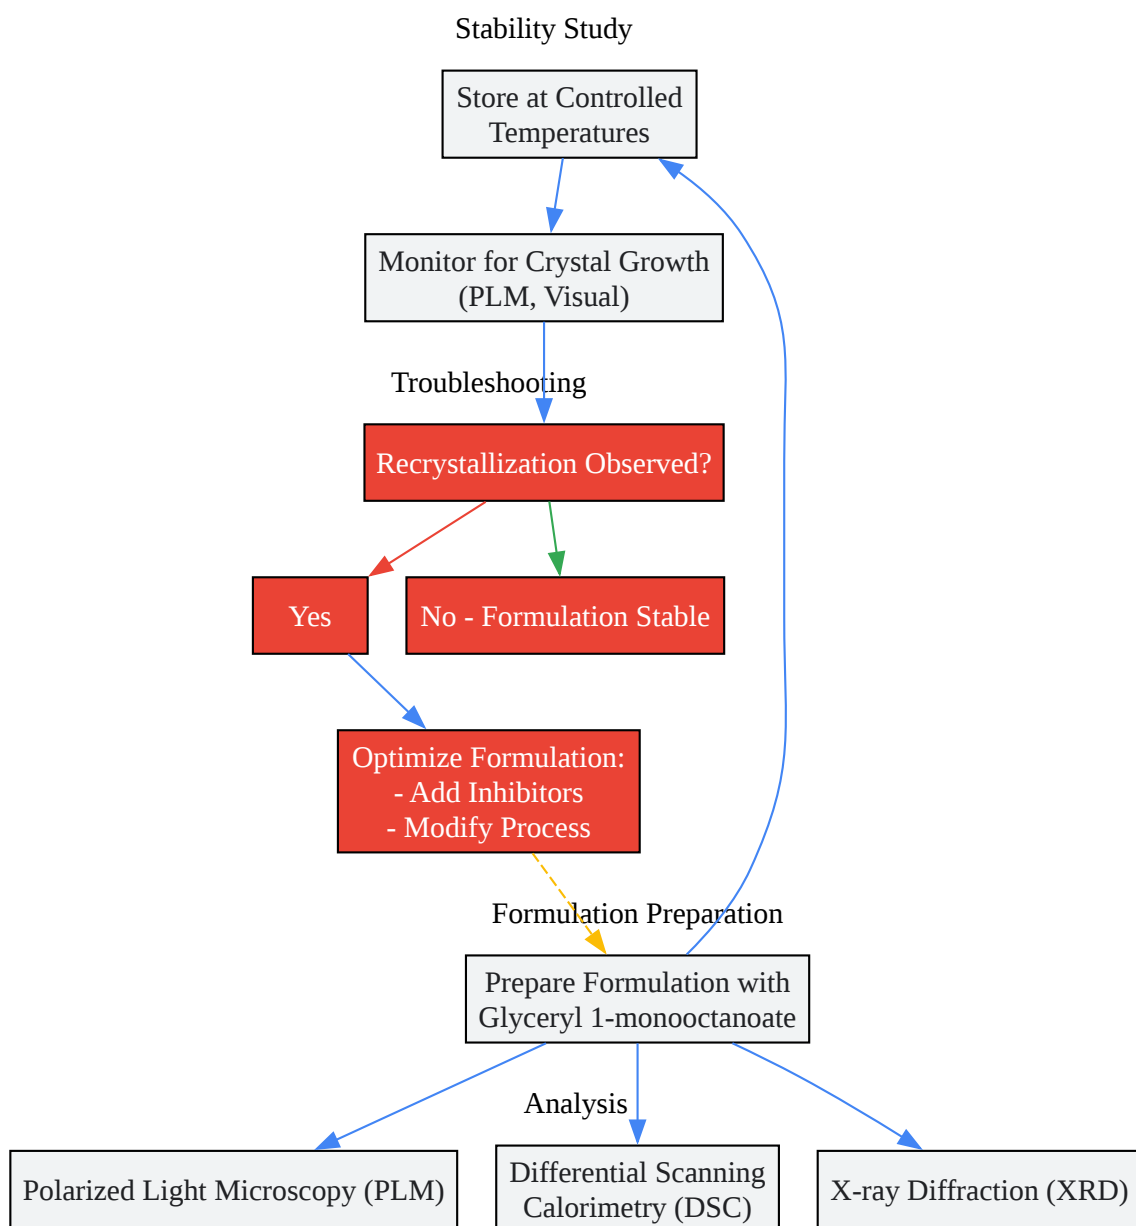 Stability Study
Store at Controlled
Temperatures
Monitor for Crystal Growth
(PLM, Visual)
Troubleshooting
Recrystallization Observed?
Yes
No - Formulation Stable
Optimize Formulation:
- Add Inhibitors
- Modify Process
Formulation Preparation
Prepare Formulation with
Glyceryl 1-monooctanoate
Analysis
Polarized Light Microscopy (PLM)
Differential Scanning
Calorimetry (DSC)
X-ray Diffraction (XRD)